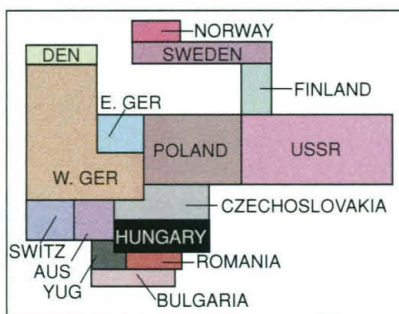 NORWAY
DEN
SWEDEN
FINLAND
E. GER
POLAND
USSR
W. GER
CZECHOSLOVAKIA
HUNGARY
SWITZ
AUS
ROMANIA
YUG
BULGARIA